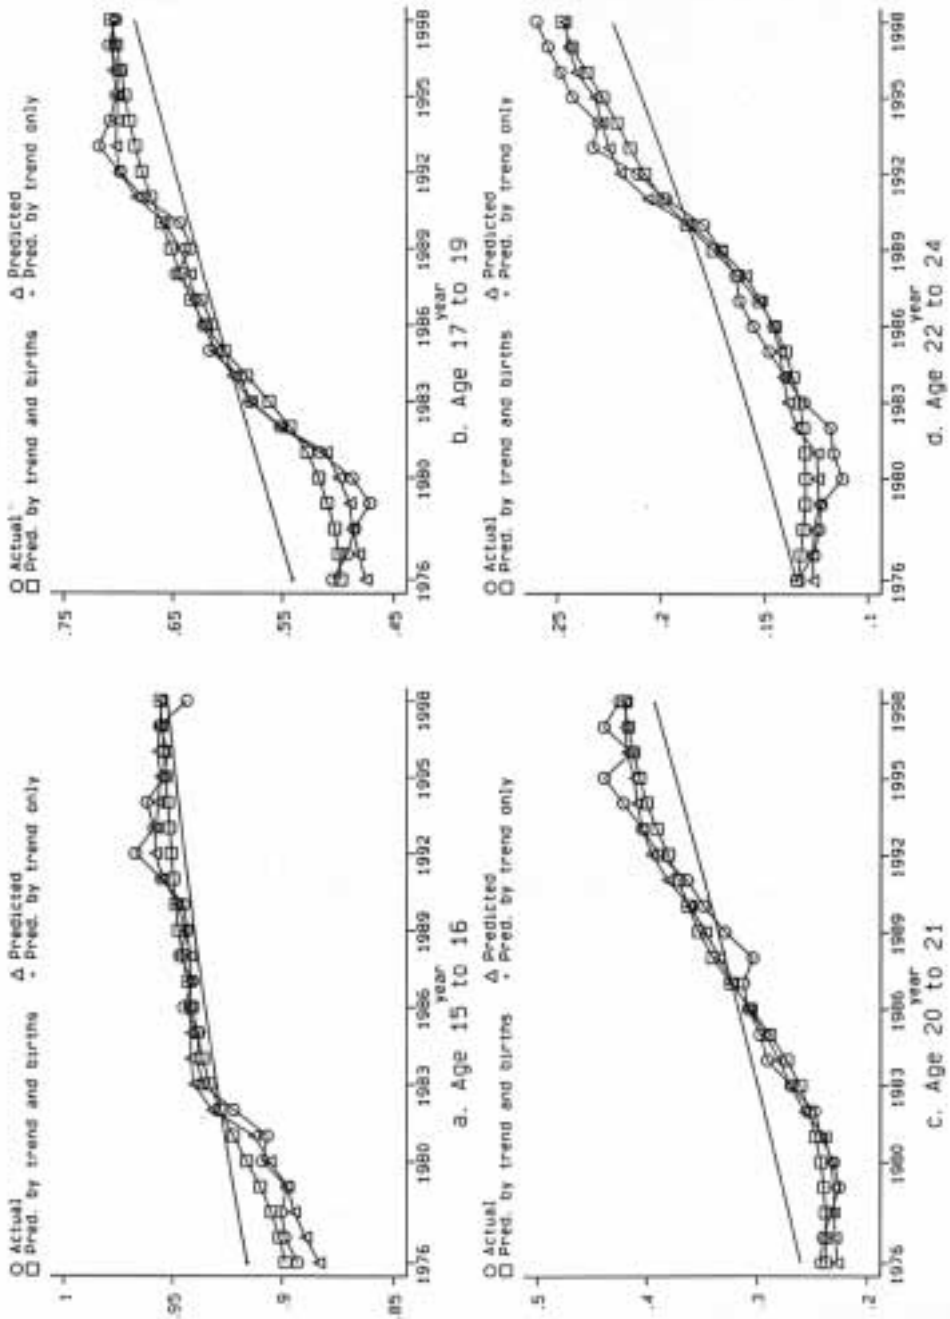 ○ Actual △ Predicted
□ Pred. by trend and births + Pred. by trend only
1
.95
.9
.85
1976 1980 1983 1986 1989 1992 1995 1998
year
a. Age 15 to 16
○ Actual △ Predicted
□ Pred. by trend and births + Pred. by trend only
.75
.65
.55
.45
1976 1980 1983 1986 1989 1992 1995 1998
year
b. Age 17 to 19
○ Actual △ Predicted
□ Pred. by trend and births + Pred. by trend only
.5
.4
.3
.2
1976 1980 1983 1986 1989 1992 1995 1998
year
c. Age 20 to 21
○ Actual △ Predicted
□ Pred. by trend and births + Pred. by trend only
.25
.2
.15
.1
1976 1980 1983 1986 1989 1992 1995 1998
year
d. Age 22 to 24